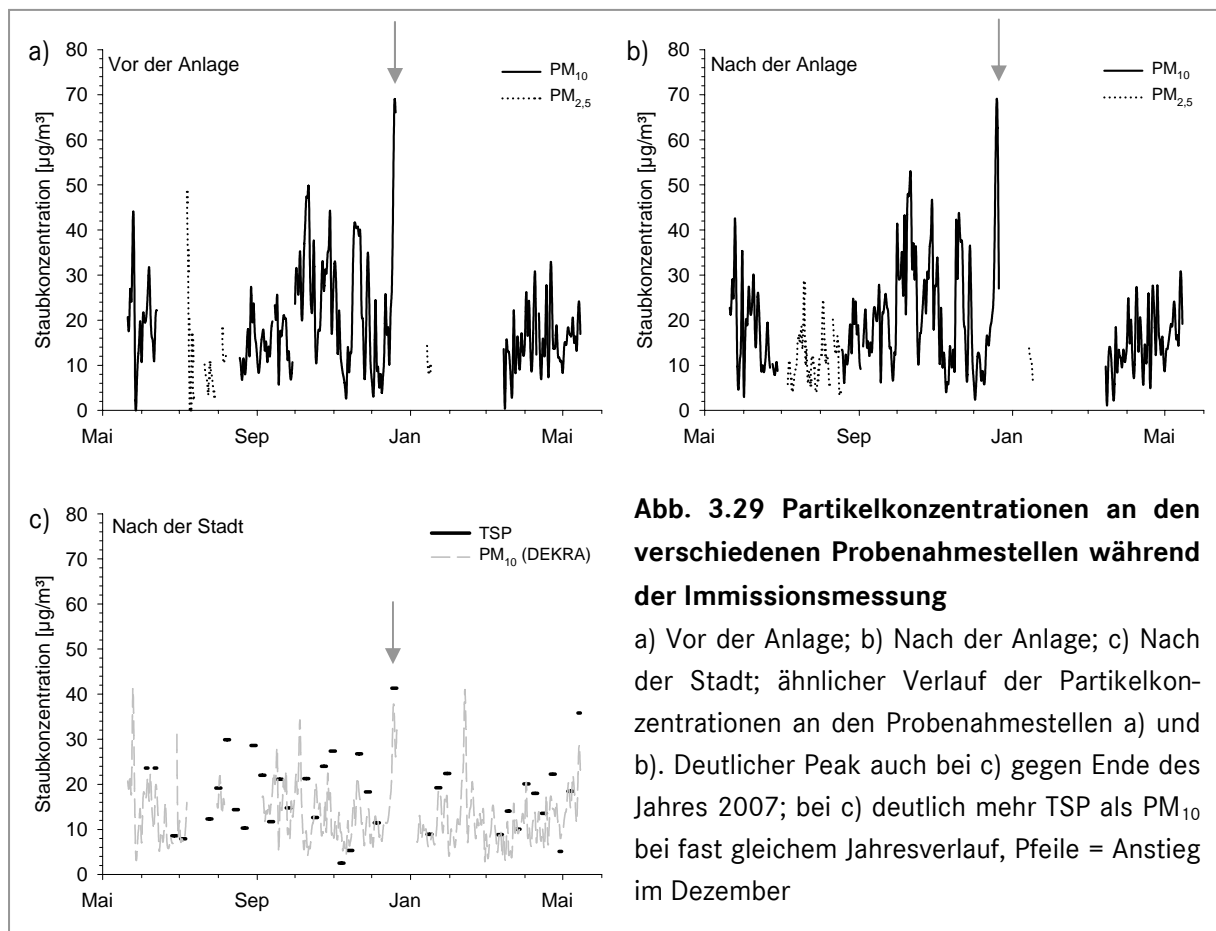 a)
Vor der Anlage
PM10
PM2,5
Staubkonzentration [µg/m³]
80
70
60
50
40
30
20
10
0
Mai Sep Jan Mai
b)
Nach der Anlage
PM10
PM2,5
Staubkonzentration [µg/m³]
80
70
60
50
40
30
20
10
0
Mai Sep Jan Mai
c)
Nach der Stadt
TSP
PM10 (DEKRA)
Staubkonzentration [µg/m³]
80
70
60
50
40
30
20
10
0
Mai Sep Jan Mai
Abb. 3.29 Partikelkonzentrationen an den
verschiedenen Probenahmestellen während
der Immissionsmessung
a) Vor der Anlage; b) Nach der Anlage; c) Nach
der Stadt; ähnlicher Verlauf der Partikelkon-
zentrationen an den Probenahmestellen a) und
b). Deutlicher Peak auch bei c) gegen Ende des
Jahres 2007; bei c) deutlich mehr TSP als PM10
bei fast gleichem Jahresverlauf, Pfeile = Anstieg
im Dezember